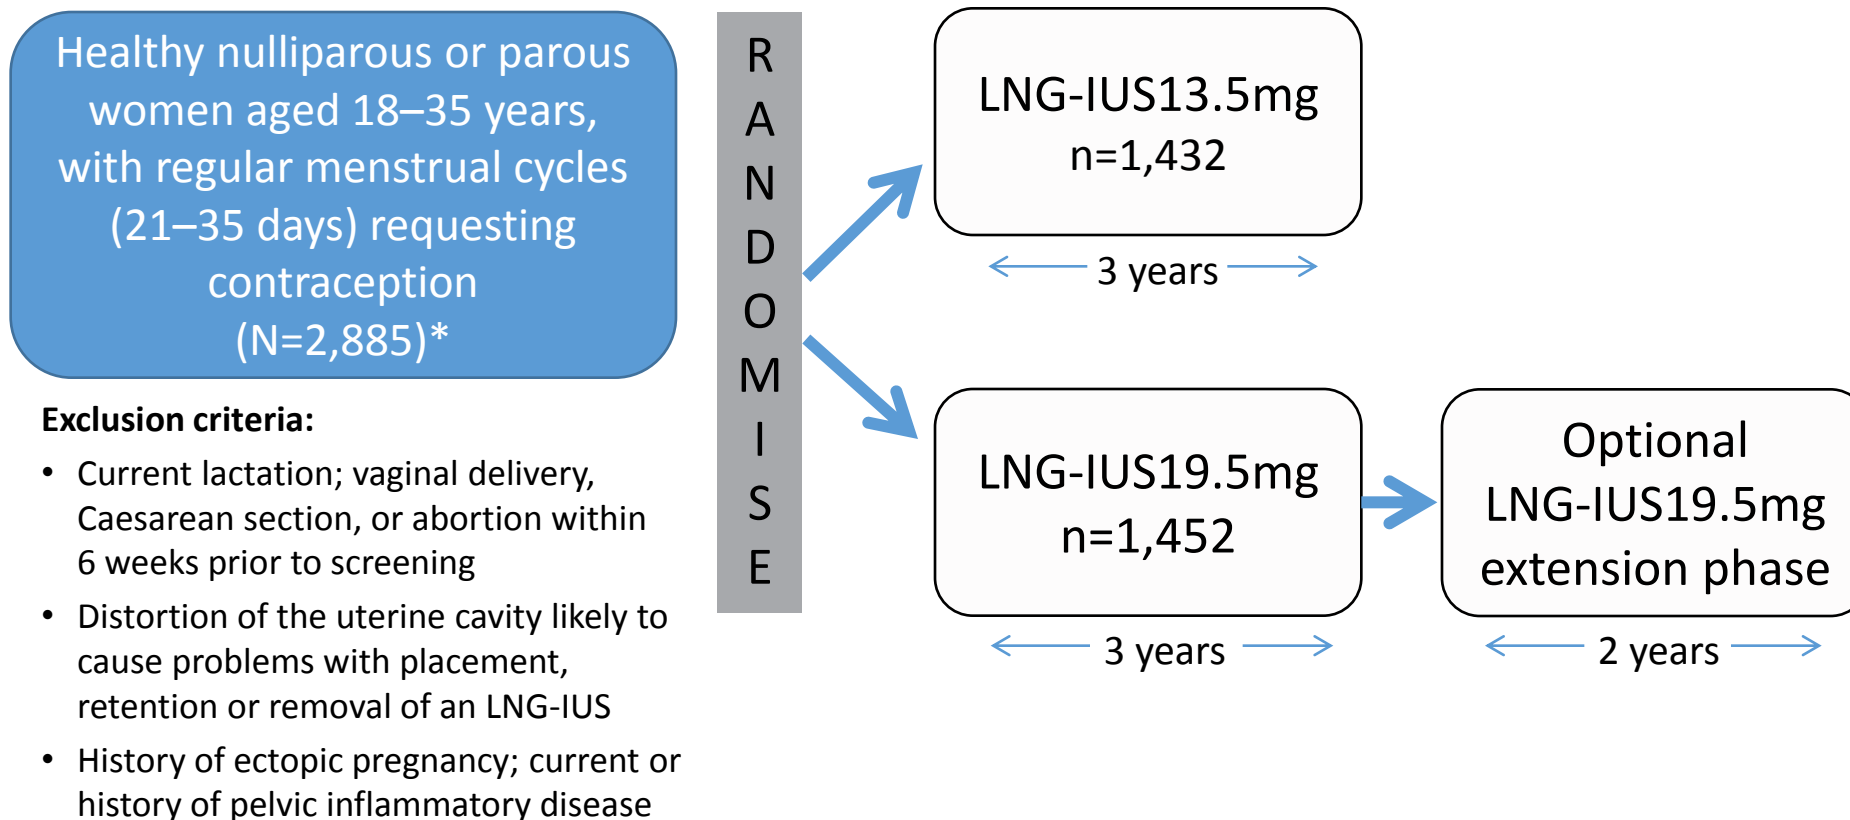 Healthy nulliparous or parous
women aged 18–35 years,
with regular menstrual cycles
(21–35 days) requesting
contraception
(N=2,885)*
Exclusion criteria:
• Current lactation; vaginal delivery,
Caesarean section, or abortion within
6 weeks prior to screening
• Distortion of the uterine cavity likely to
cause problems with placement,
retention or removal of an LNG-IUS
• History of ectopic pregnancy; current or
history of pelvic inflammatory disease
R
A
N
D
O
M
I
S
E
LNG-IUS13.5mg
n=1,432
3 years
LNG-IUS19.5mg
n=1,452
3 years
Optional
LNG-IUS19.5mg
extension phase
2 years